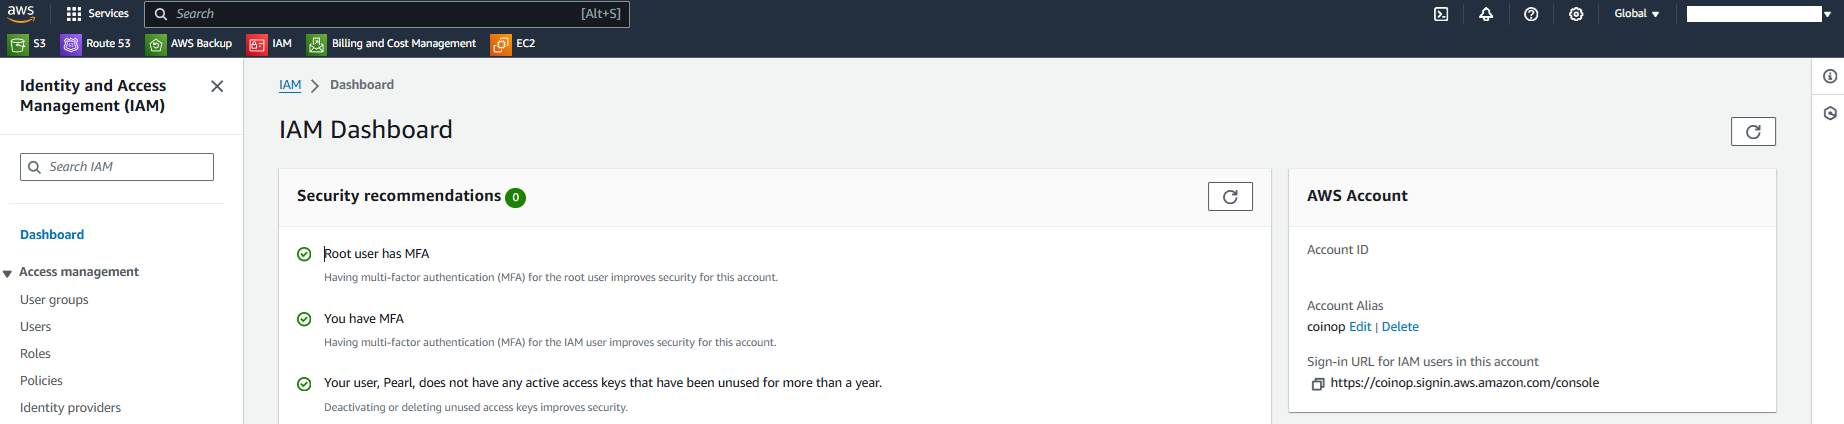 aws
Services
Search
[Alt+S]
Global
S3
Route 53
AWS Backup
IAM
Billing and Cost Management
EC2
Identity and Access
Management (IAM)
Search IAM
Dashboard
Access management
User groups
Users
Roles
Policies
Identity providers
IAM
Dashboard
IAM Dashboard
Security recommendations 0
Root user has MFA
Having multi-factor authentication (MFA) for the root user improves security for this account.
You have MFA
Having multi-factor authentication (MFA) for the IAM user improves security for this account.
Your user, Pearl, does not have any active access keys that have been unused for more than a year.
Deactivating or deleting unused access keys improves security.
AWS Account
Account ID
Account Alias
coinop Edit | Delete
Sign-in URL for IAM users in this account
https://coinop.signin.aws.amazon.com/console